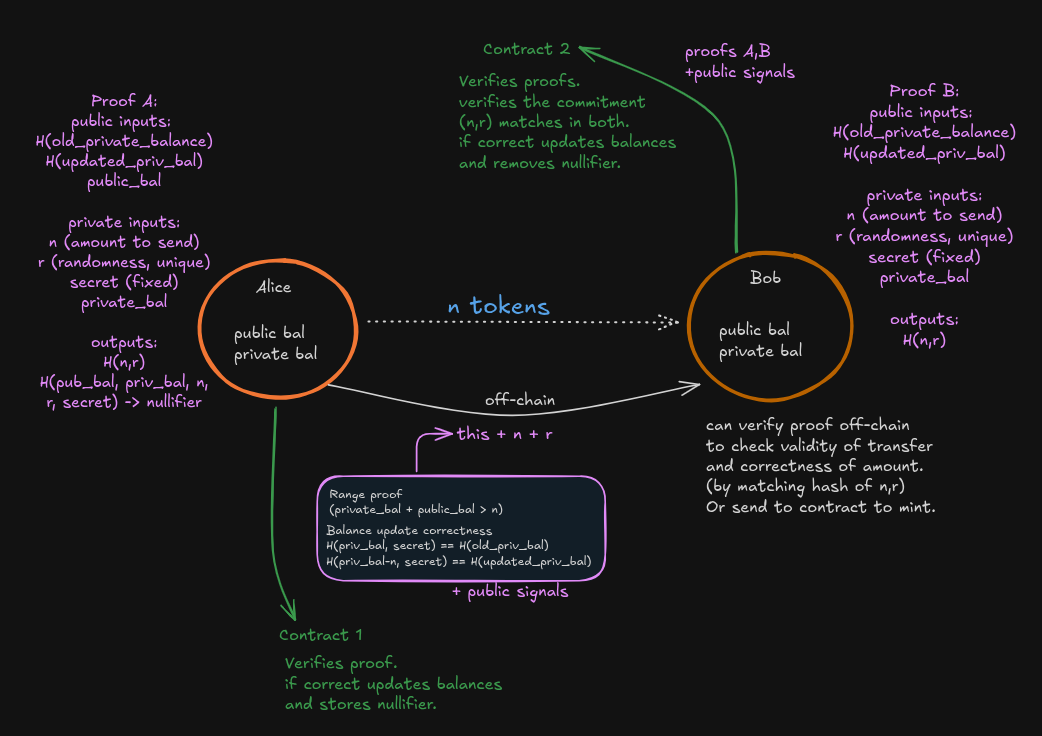 Contract 2
Verifies proofs.
verifies the commitment
(n,r) matches in both.
if correct updates balances
and removes nullifier.
proofs A,B
+public signals
Proof A:
public inputs:
H(old_private_balance)
H(updated_priv_bal)
public_bal
private inputs:
n (amount to send)
r (randomness, unique)
secret (fixed)
private_bal
outputs:
H(n,r)
H(pub_bal, priv_bal, n,
r, secret) -> nullifier
Proof B:
public inputs:
H(old_private_balance)
H(updated_priv_bal)
private inputs:
n (amount to send)
r (randomness, unique)
secret (fixed)
private_bal
outputs:
H(n,r)
Alice
public bal
private bal
n tokens
Bob
public bal
private bal
off-chain
this + n + r
Range proof
(private_bal + public_bal > n)
Balance update correctness
H(priv_bal, secret) == H(old_priv_bal)
H(priv_bal-n, secret) == H(updated_priv_bal)
+ public signals
can verify proof off-chain
to check validity of transfer
and correctness of amount.
(by matching hash of n,r)
Or send to contract to mint.
Contract 1
Verifies proof.
if correct updates balances
and stores nullifier.